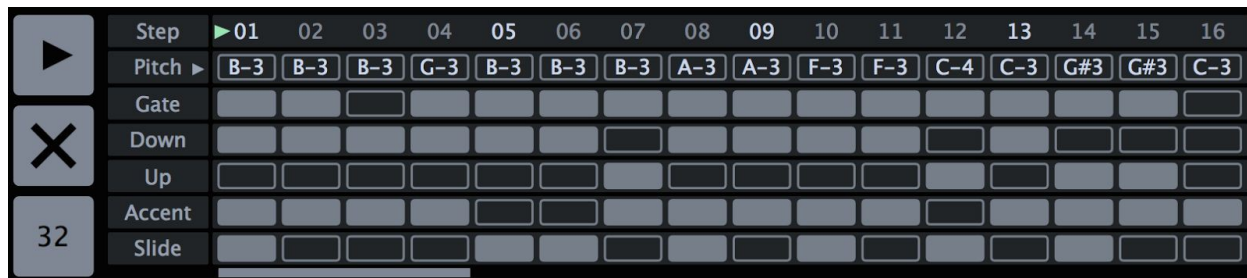 Step 01 02 03 04 05 06 07 08 09 10 11 12 13 14 15 16
Pitch B-3 B-3 B-3 G-3 B-3 B-3 B-3 A-3 A-3 F-3 F-3 C-4 C-3 G#3 G#3 C-3
Gate
Down
Up
Accent
32
Slide